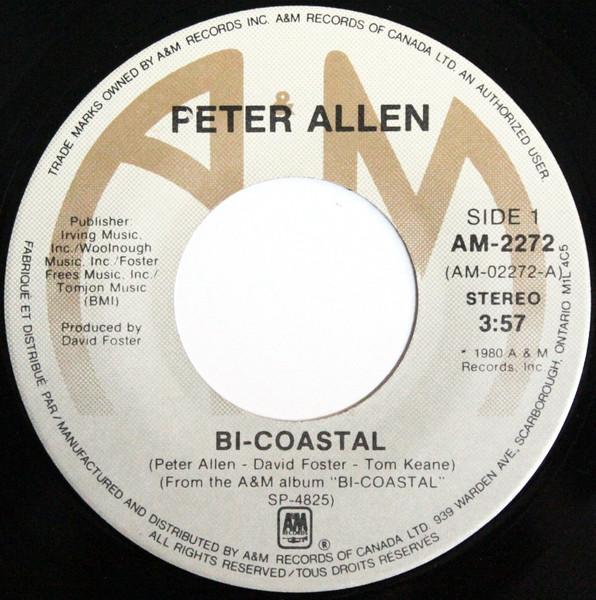 TRADE MARKS OWNED BY A&M RECORDS INC. A&M RECORDS OF CANADA LTD. AN AUTHORIZED USER.
A & M
PETER ALLEN
Publisher:
Irving Music,
Inc./Woolnough
Music, Inc./Foster
Frees Music, Inc./
Tomjon Music
(BMI)
Produced by
David Foster
SIDE 1
AM-2272
(AM-02272-A)
STEREO
3:57
* 1980 A & M
Records, Inc.
BI-COASTAL
(Peter Allen - David Foster - Tom Keane)
(From the A&M album "BI-COASTAL"
SP-4825)
A&M
RECORDS
®
FABRIQUÉ ET DISTRIBUÉ PAR/MANUFACTURED AND DISTRIBUTED BY A&M RECORDS OF CANADA LTD. 939 WARDEN AVE, SCARBOROUGH, ONTARIO M1L 4C5
ALL RIGHTS RESERVED/TOUS DROITS RESERVÉS